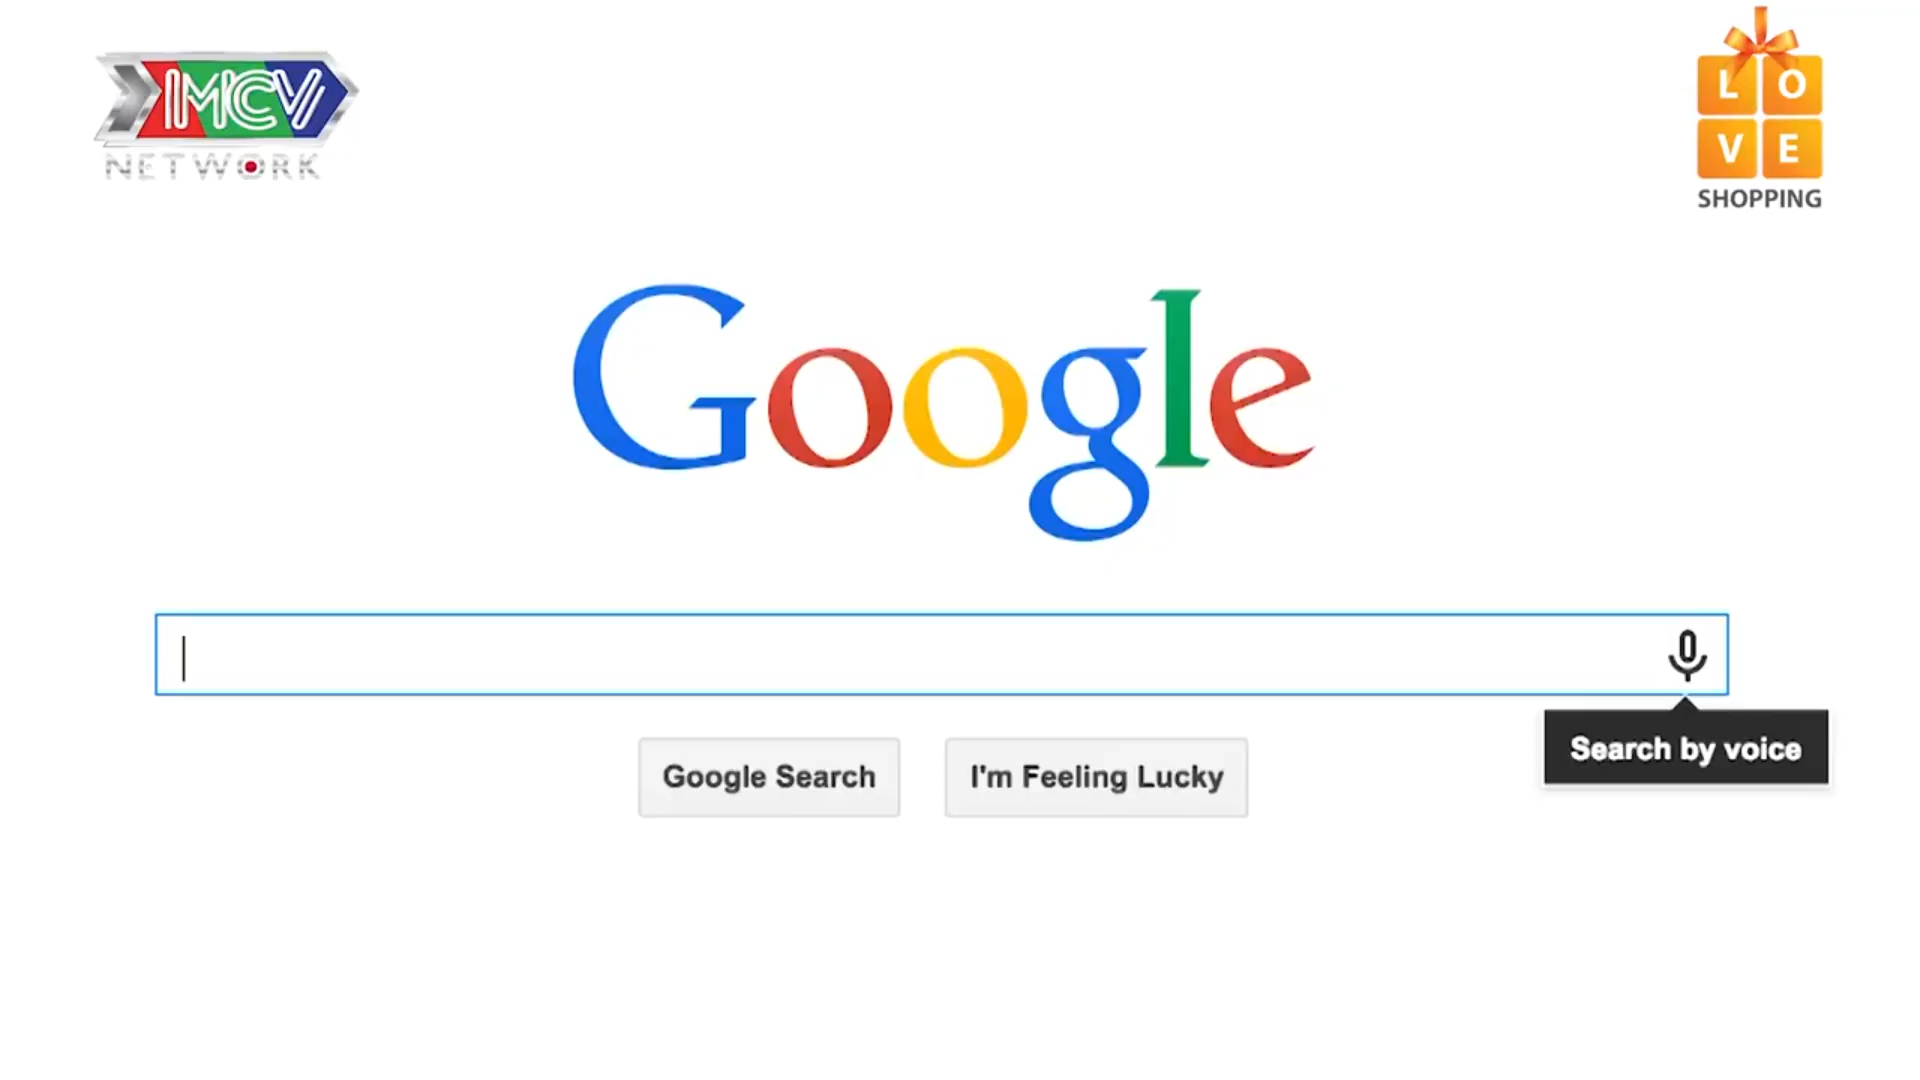 MCV
NETWORK
L O
V E
SHOPPING
Google
Search by voice
Google Search
I'm Feeling Lucky